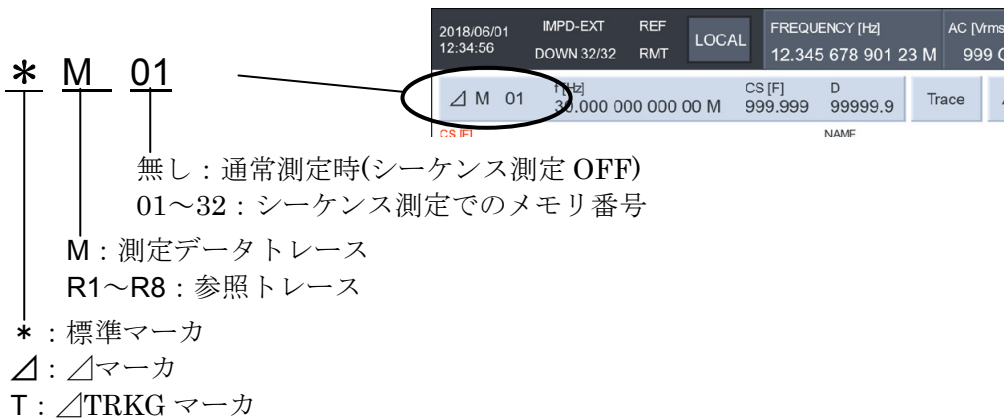 2018/06/01 IMPD-EXT REF LOCAL FREQUENCY [Hz] AC [Vrms
12:34:56 DOWN 32/32 RMT 12.345 678 901 23 M 999
* M 01
⊿ M 01 f [Hz] CS [F] D Trace
30.000 000 000 00 M 999.999 99999.9
CS [F] NAME
無し：通常測定時(シーケンス測定 OFF)
01～32：シーケンス測定でのメモリ番号
M：測定データトレース
R1～R8：参照トレース
*：標準マーカ
⊿：⊿マーカ
T：⊿TRKG マーカ